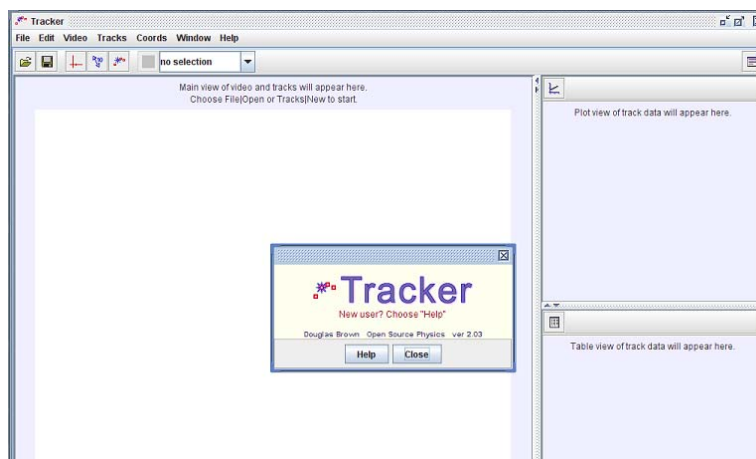 Tracker
File Edit Video Tracks Coords Window Help
no selection
Main view of video and tracks will appear here.
Choose File|Open or Tracks|New to start.
Plot view of track data will appear here.
Tracker
New user? Choose "Help"
Douglas Brown Open Source Physics ver 2.03
Help Close
Table view of track data will appear here.